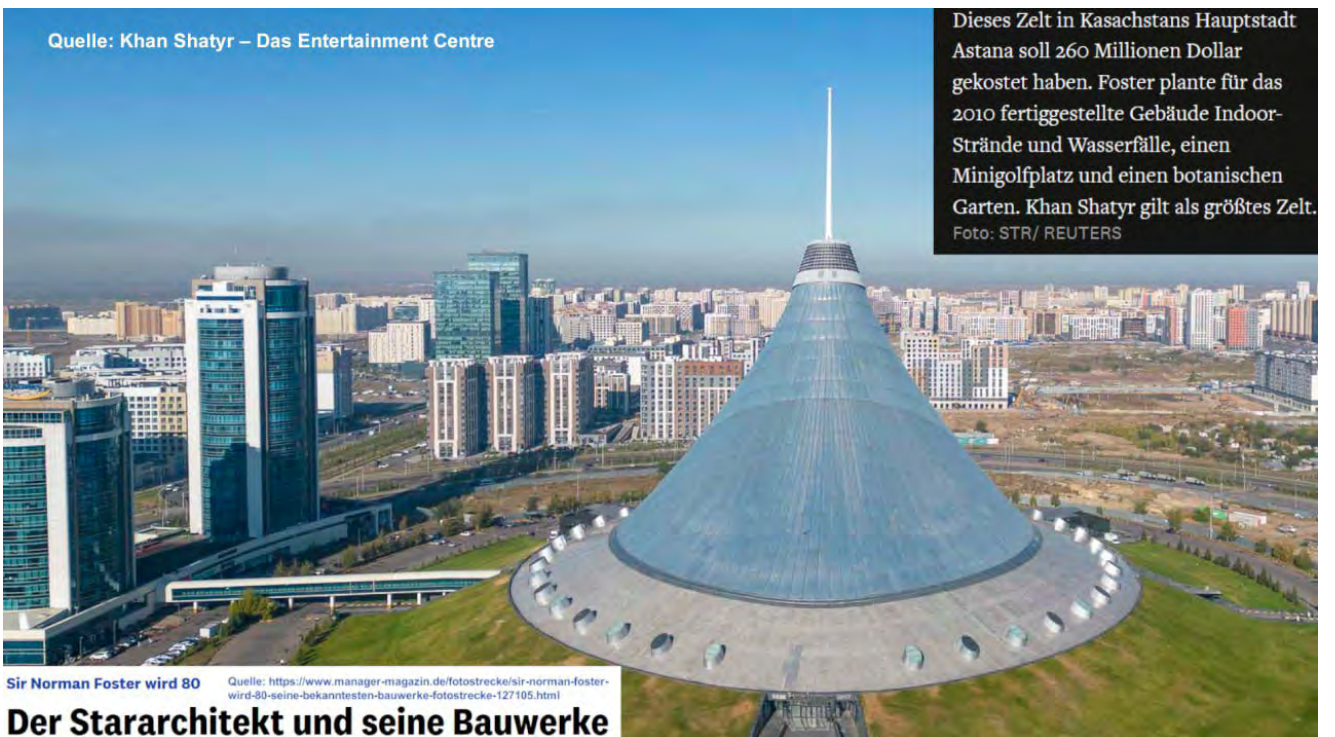 Quelle: Khan Shatyr – Das Entertainment Centre
Dieses Zelt in Kasachstans Hauptstadt
Astana soll 260 Millionen Dollar
gekostet haben. Foster plante für das
2010 fertiggestellte Gebäude Indoor-
Strände und Wasserfälle, einen
Minigolfplatz und einen botanischen
Garten. Khan Shatyr gilt als größtes Zelt.
Foto: STR/ REUTERS
Sir Norman Foster wird 80
Quelle: https://www.manager-magazin.de/fotostrecke/sir-norman-foster-
wird-80-seine-bekanntesten-bauwerke-fotostrecke-127105.html
Der Stararchitekt und seine Bauwerke